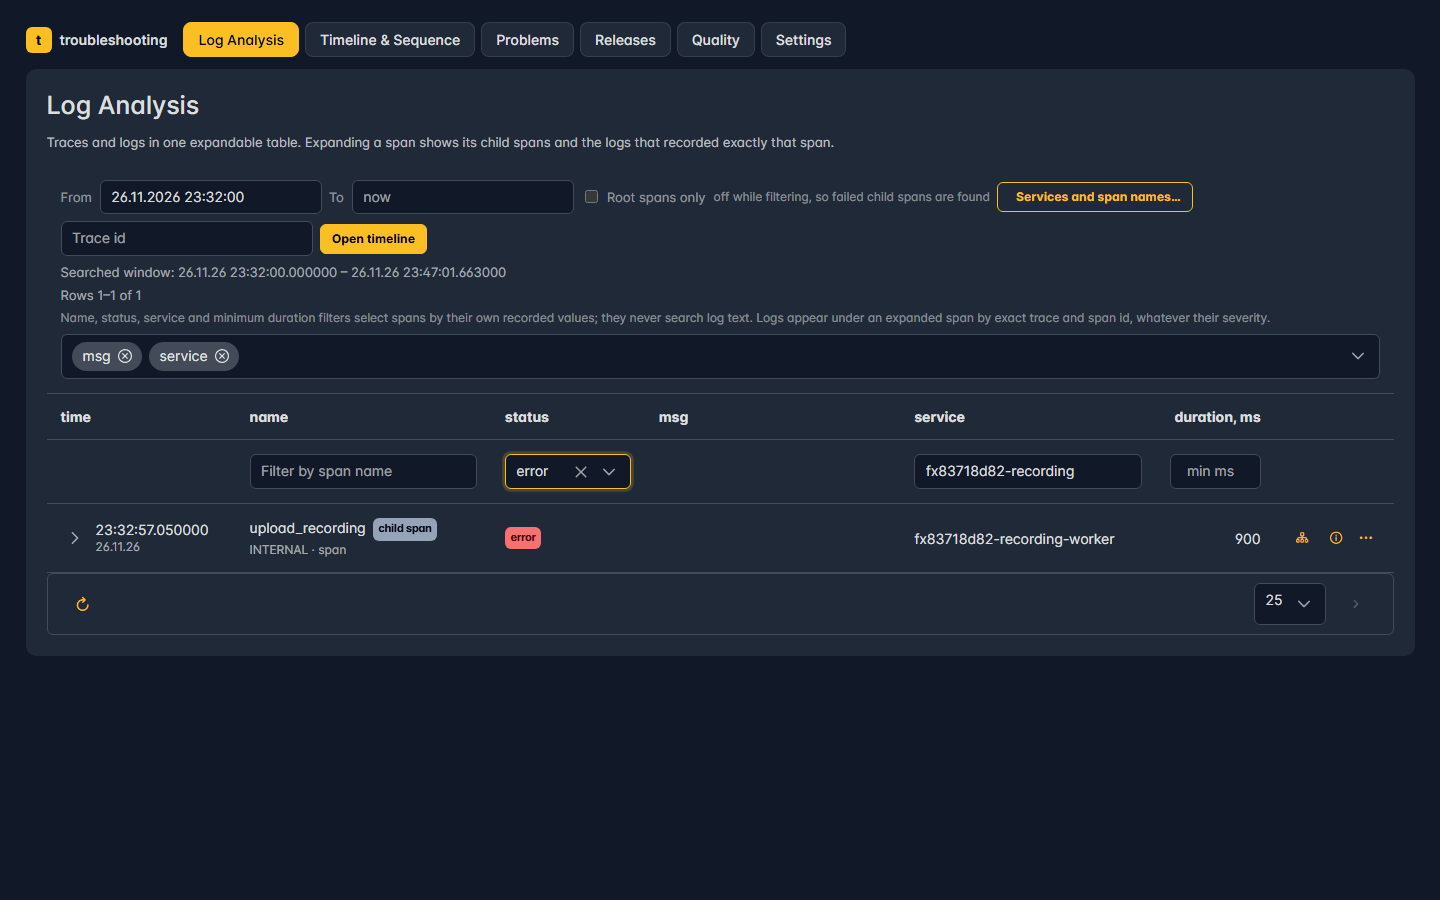 t troubleshooting Log Analysis Timeline & Sequence Problems Releases Quality Settings
Log Analysis
Traces and logs in one expandable table. Expanding a span shows its child spans and the logs that recorded exactly that span.
From 26.11.2026 23:32:00 To now Root spans only off while filtering, so failed child spans are found Services and span names...
Trace id Open timeline
Searched window: 26.11.26 23:32:00.000000 – 26.11.26 23:47:01.663000
Rows 1–1 of 1
Name, status, service and minimum duration filters select spans by their own recorded values; they never search log text. Logs appear under an expanded span by exact trace and span id, whatever their severity.
msg service
time name status msg service duration, ms
Filter by span name error fx83718d82-recording min ms
23:32:57.050000 upload_recording child span error fx83718d82-recording-worker 900
26.11.26 INTERNAL · span
25